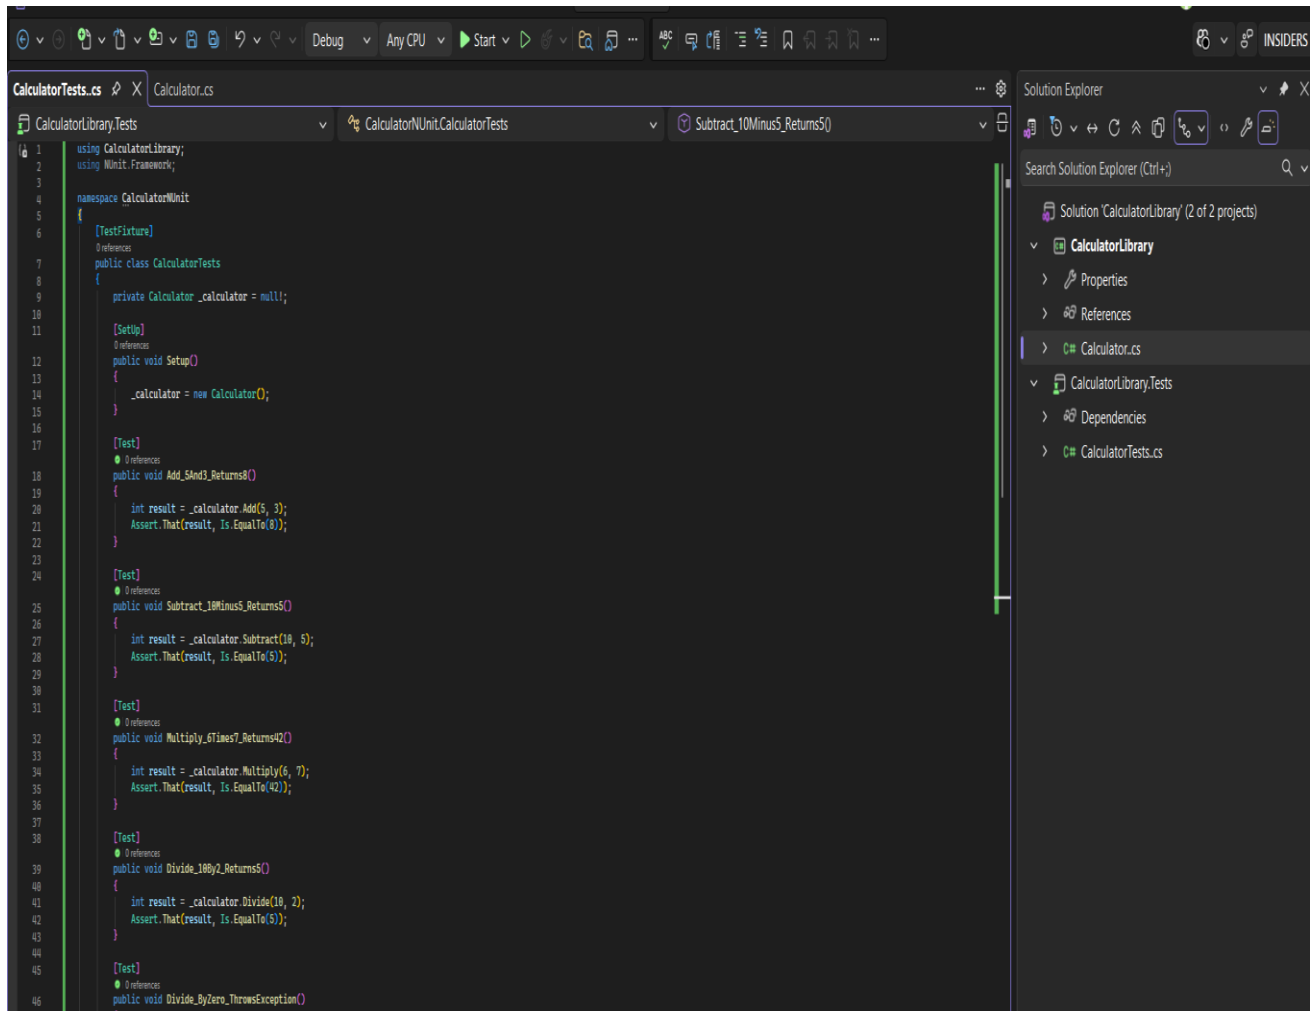 Debug Any CPU Start ABC INSIDERS
CalculatorTests.cs Calculator.cs
Solution Explorer
CalculatorLibrary.Tests CalculatorNUnit.CalculatorTests Subtract_10Minus5_Returns5()
Search Solution Explorer (Ctrl+;)
Solution 'CalculatorLibrary' (2 of 2 projects)
CalculatorLibrary
Properties
References
C# Calculator.cs
CalculatorLibrary.Tests
Dependencies
C# CalculatorTests.cs
1 using CalculatorLibrary;
2 using NUnit.Framework;
3
4 namespace CalculatorNUnit
5 {
6 [TestFixture]
0 references
7 public class CalculatorTests
8 {
9 private Calculator _calculator = null!;
10
11 [SetUp]
0 references
12 public void Setup()
13 {
14 _calculator = new Calculator();
15 }
16
17 [Test]
0 references
18 public void Add_5And3_Returns8()
19 {
20 int result = _calculator.Add(5, 3);
21 Assert.That(result, Is.EqualTo(8));
22 }
23
24 [Test]
0 references
25 public void Subtract_10Minus5_Returns5()
26 {
27 int result = _calculator.Subtract(10, 5);
28 Assert.That(result, Is.EqualTo(5));
29 }
30
31 [Test]
0 references
32 public void Multiply_6Times7_Returns42()
33 {
34 int result = _calculator.Multiply(6, 7);
35 Assert.That(result, Is.EqualTo(42));
36 }
37
38 [Test]
0 references
39 public void Divide_10By2_Returns5()
40 {
41 int result = _calculator.Divide(10, 2);
42 Assert.That(result, Is.EqualTo(5));
43 }
44
45 [Test]
0 references
46 public void Divide_ByZero_ThrowsException()